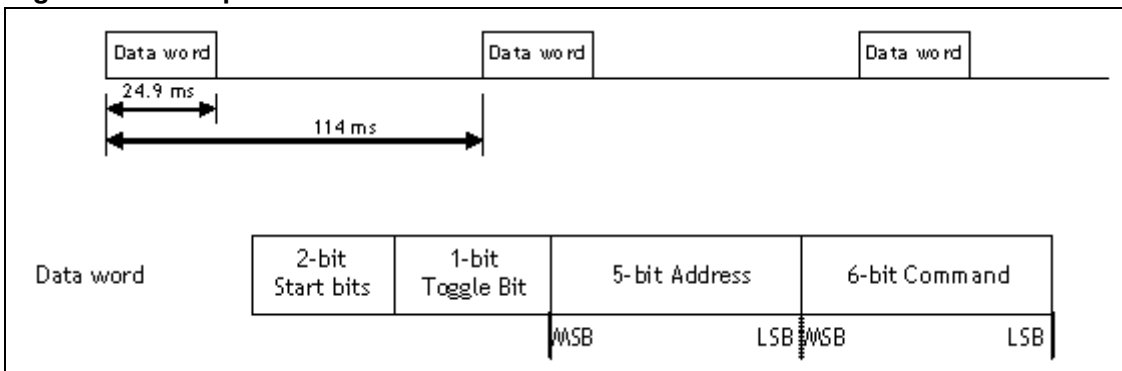 Data word Data word Data word
24.9 ms
114 ms
Data word
2-bit
Start bits
1-bit
Toggle Bit
5-bit Address
6-bit Command
MSB LSB MSB LSB